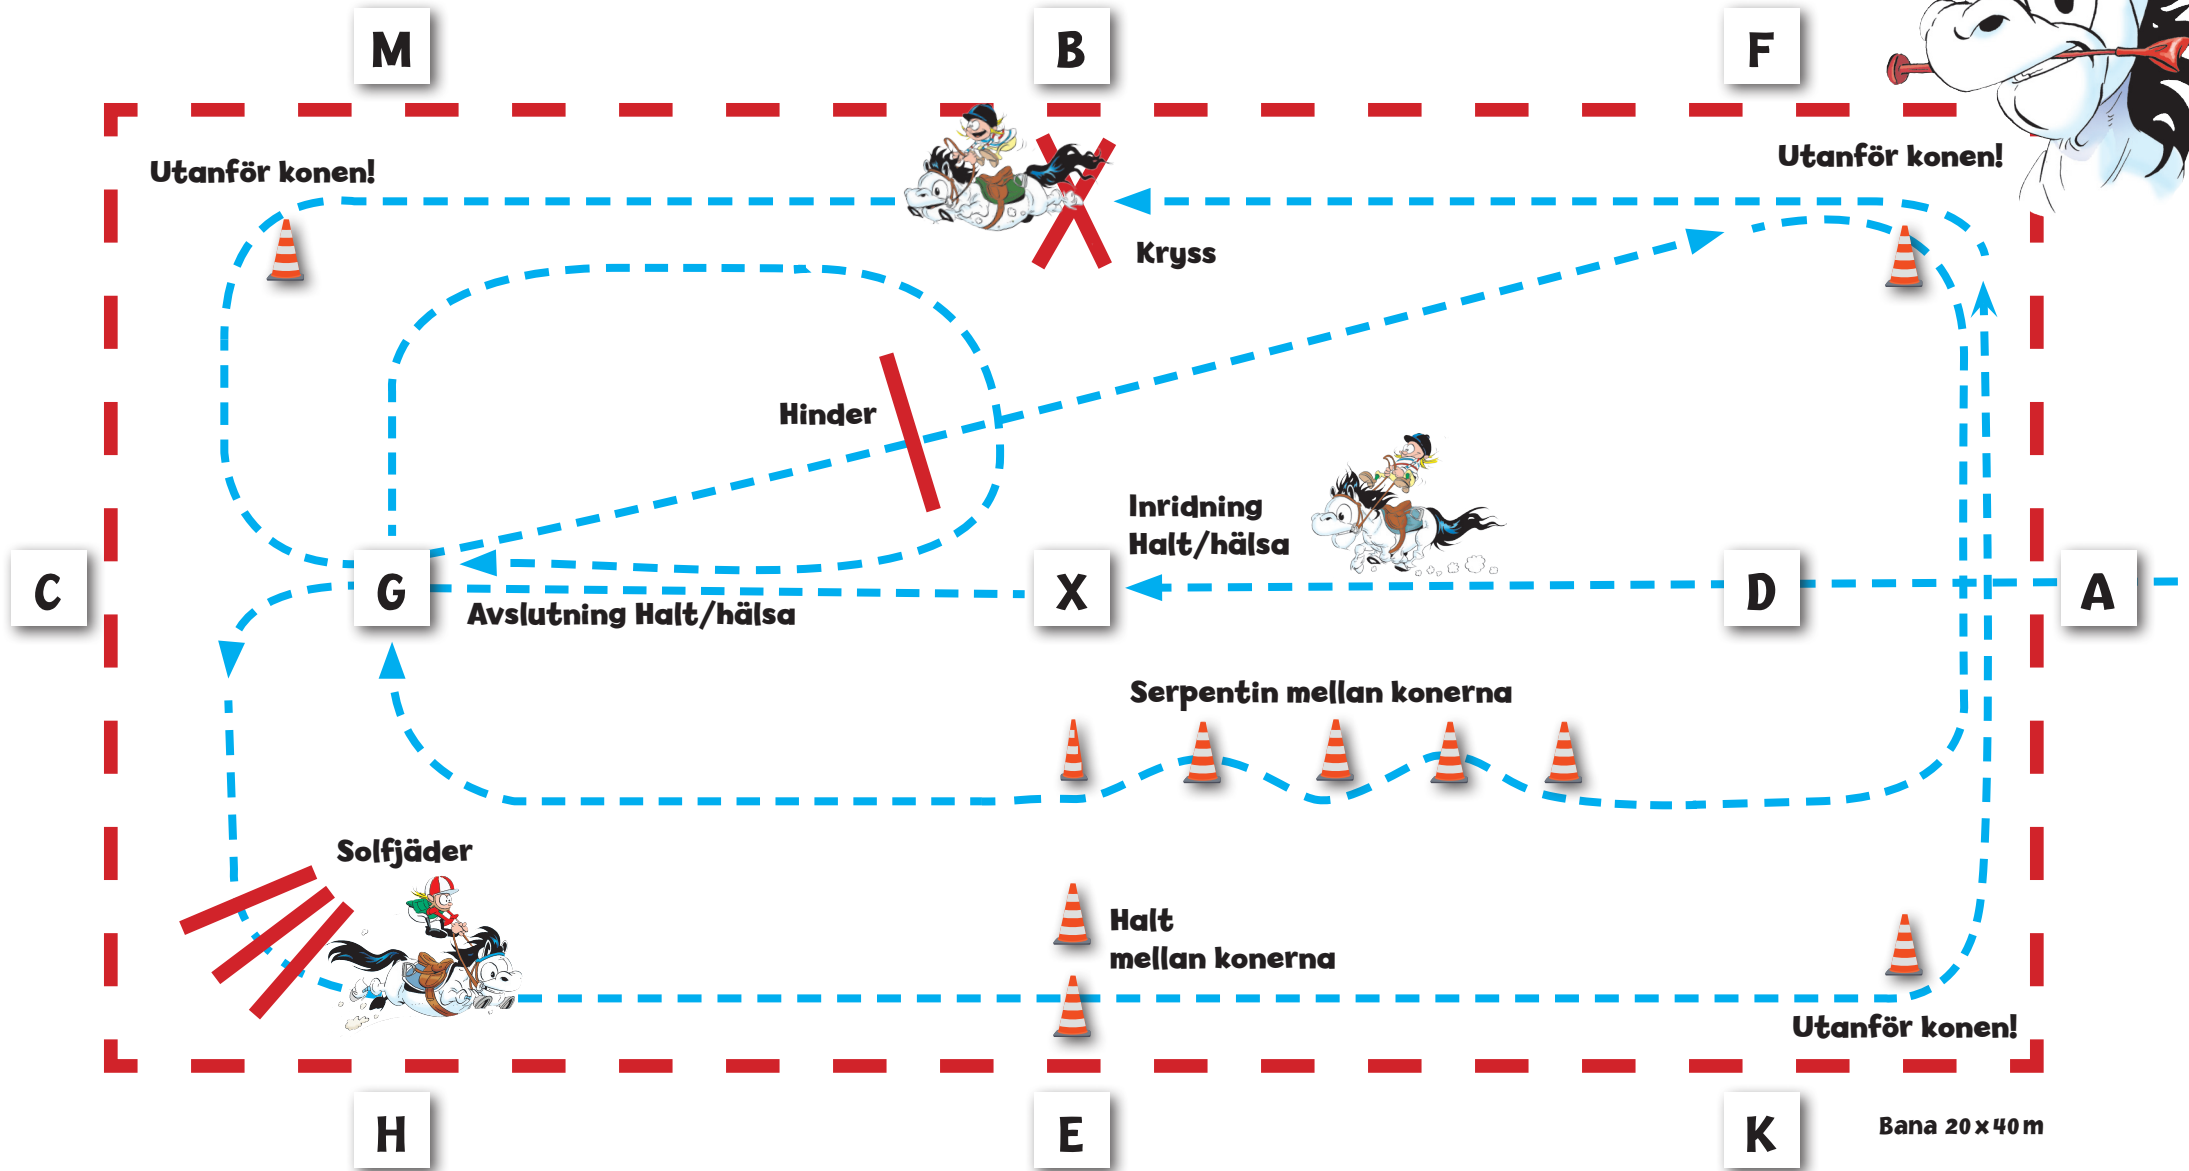 M
B
F
Utanför konen!
Utanför konen!
Kryss
Hinder
Inridning
Halt/hälsa
C
G
X
D
A
Avslutning Halt/hälsa
Serpentin mellan konerna
Solfjäder
Halt
mellan konerna
Utanför konen!
H
E
K
Bana 20 x 40 m